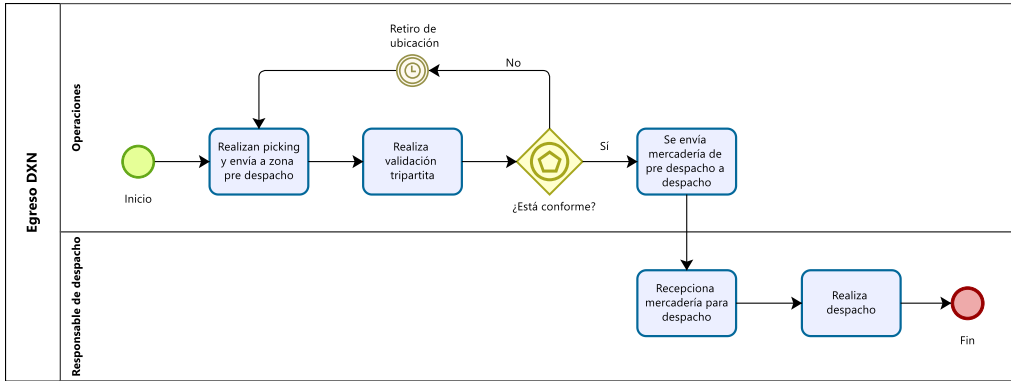 Egreso DXN
Operaciones
Retiro de
ubicación
No
Realizan picking
y envía a zona
pre despacho
Realiza
validación
tripartita
Sí
Se envía
mercadería de
pre despacho a
despacho
Inicio
¿Está conforme?
Responsable de despacho
Recepciona
mercadería para
despacho
Realiza
despacho
Fin